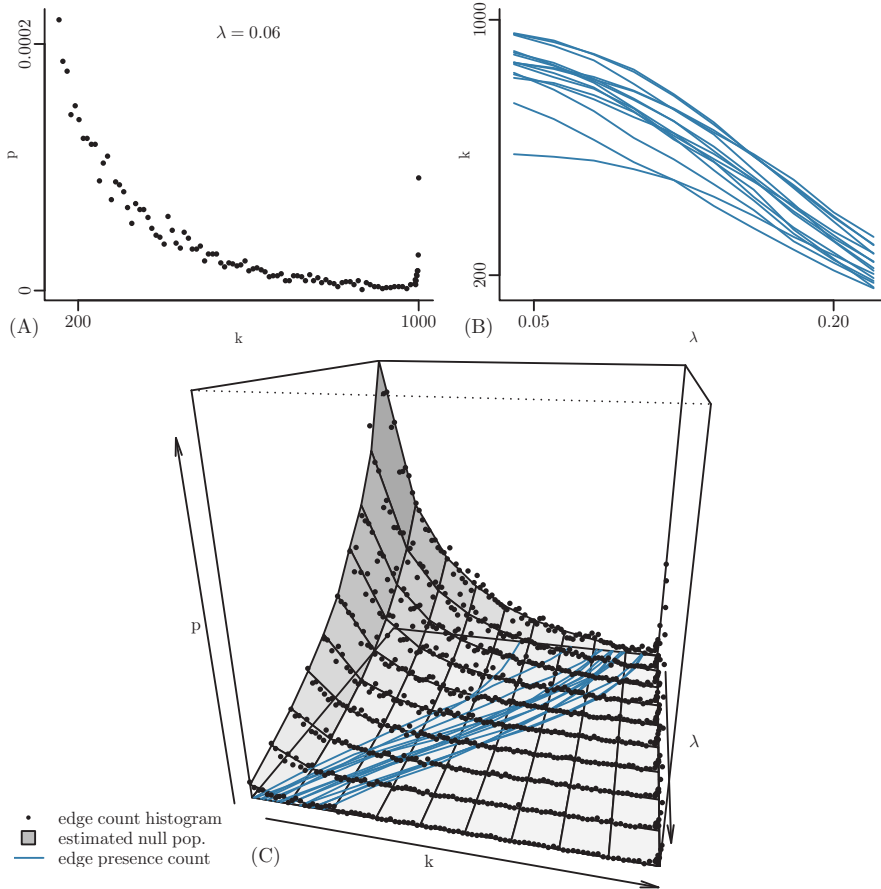 λ = 0.06
0.0002
p
0
200
1000
(A)
k
1000
k
200
0.05
0.20
(B)
λ
p
λ
k
(C)
edge count histogram
estimated null pop.
edge presence count